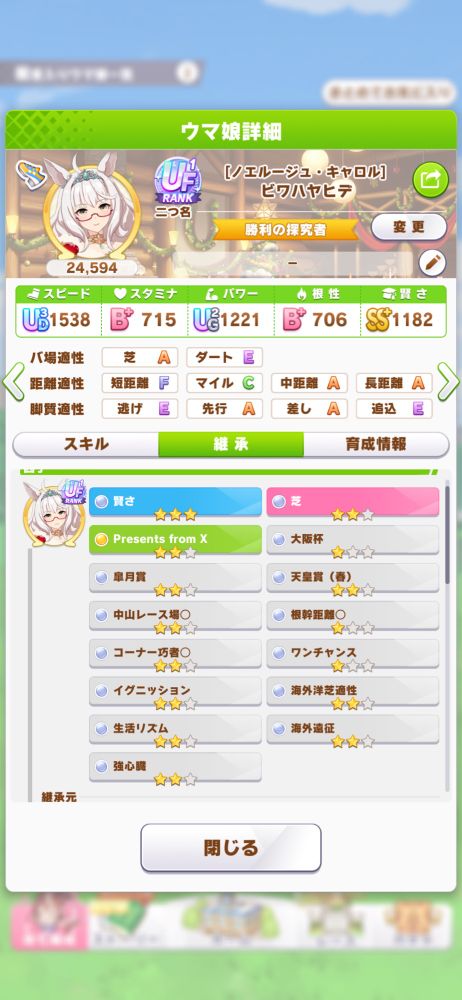 ウマ娘詳細
UF1
RANK
[ノエルージュ・キャロル]
ビワハヤヒデ
二つ名
勝利の探究者
変更
24,594
–
スピード スタミナ パワー 根性 賢さ
UD3 1538 B+ 715 UG2 1221 B+ 706 SS+ 1182
バ場適性 芝 A ダート E
距離適性 短距離 F マイル C 中距離 A 長距離 A
脚質適性 逃げ E 先行 A 差し A 追込 E
スキル 継承 育成情報
UF1
RANK
賢さ 芝
Presents from X 大阪杯
皐月賞 天皇賞（春）
中山レース場○ 根幹距離○
コーナー巧者○ ワンチャンス
イグニッション 海外洋芝適性
生活リズム 海外遠征
強心臓
継承元
閉じる